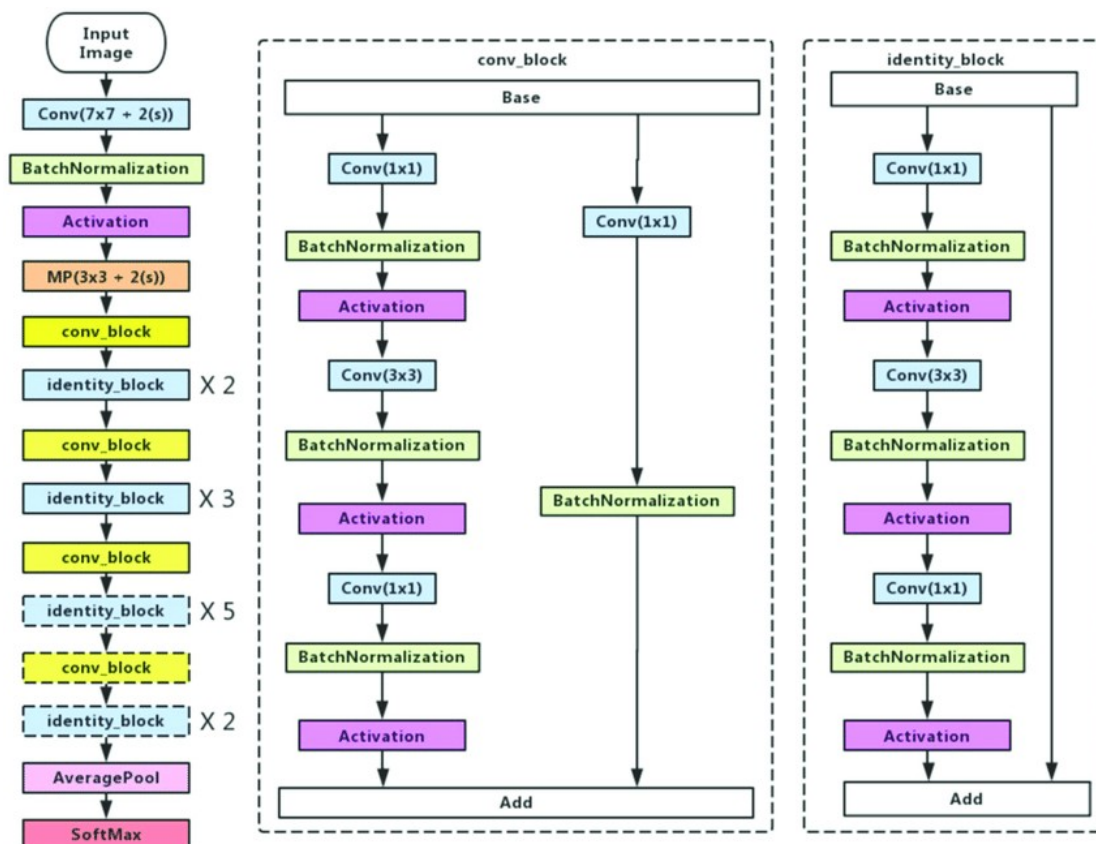 Input
Image
Conv(7x7 + 2(s))
BatchNormalization
Activation
MP(3x3 + 2(s))
conv_block
identity_block X 2
conv_block
identity_block X 3
conv_block
identity_block X 5
conv_block
identity_block X 2
AveragePool
SoftMax
conv_block
Base
Conv(1x1)
BatchNormalization
Activation
Conv(3x3)
BatchNormalization
Activation
Conv(1x1)
BatchNormalization
Activation
Conv(1x1)
BatchNormalization
Add
identity_block
Base
Conv(1x1)
BatchNormalization
Activation
Conv(3x3)
BatchNormalization
Activation
Conv(1x1)
BatchNormalization
Activation
Add